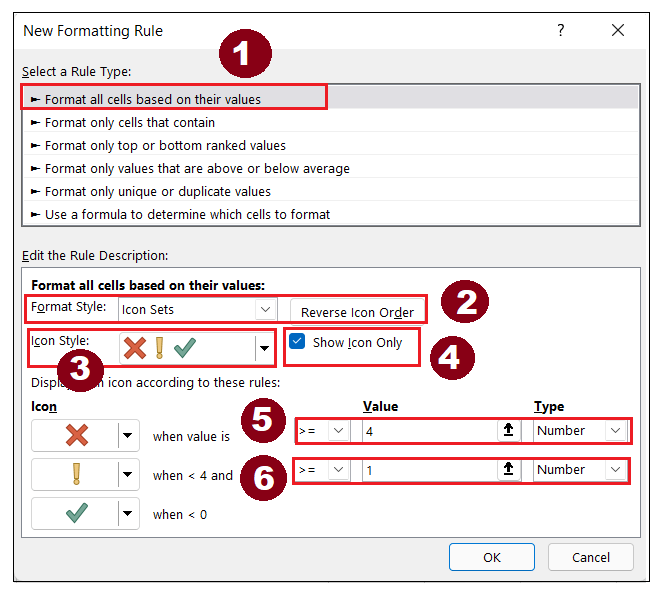 New Formatting Rule
?
1
Select a Rule Type:
► Format all cells based on their values
► Format only cells that contain
► Format only top or bottom ranked values
► Format only values that are above or below average
► Format only unique or duplicate values
► Use a formula to determine which cells to format
Edit the Rule Description:
Format all cells based on their values:
Format Style: Icon Sets Reverse Icon Order 2
Icon Style: Show Icon Only
3 4
Display icon according to these rules:
Icon Value Type
when value is 5 >= 4 Number
when < 4 and 6 >= 1 Number
when < 0
OK Cancel